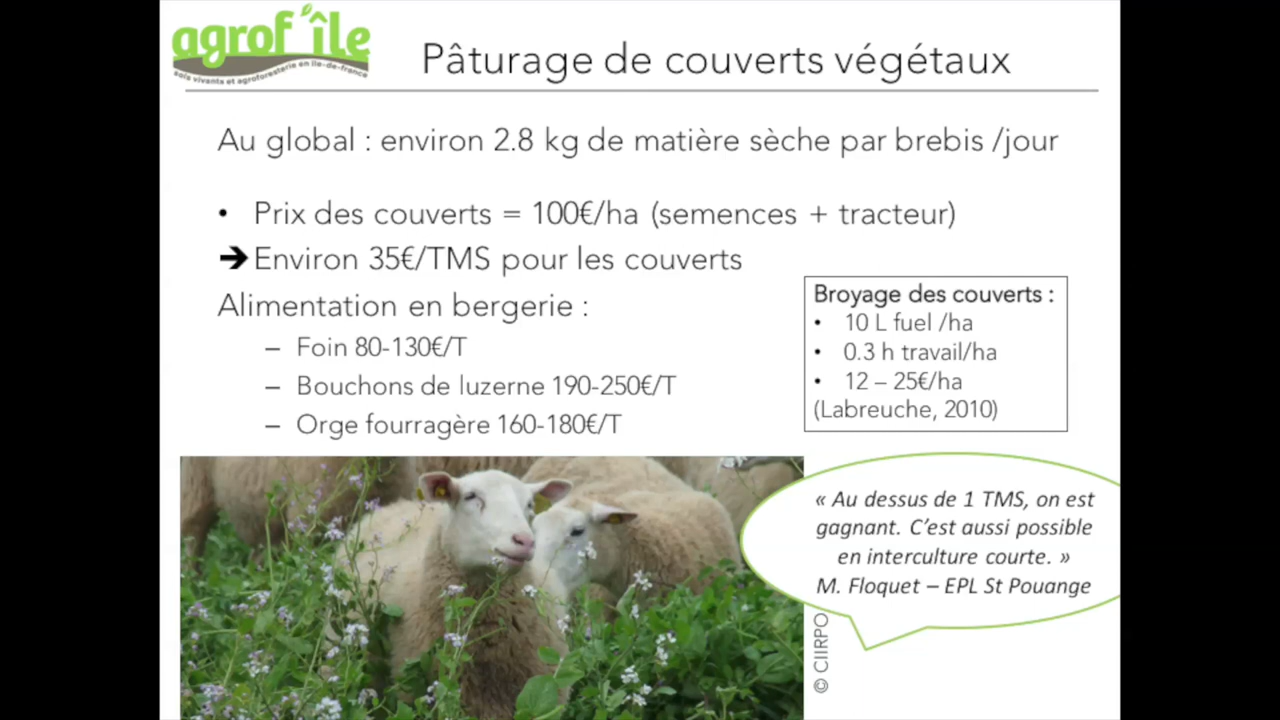 agrof'île
sols vivants et agroforesterie en île-de-france
Pâturage de couverts végétaux
Au global : environ 2.8 kg de matière sèche par brebis /jour
• Prix des couverts = 100€/ha (semences + tracteur)
➔ Environ 35€/TMS pour les couverts
Alimentation en bergerie :
– Foin 80-130€/T
– Bouchons de luzerne 190-250€/T
– Orge fourragère 160-180€/T
Broyage des couverts :
• 10 L fuel /ha
• 0.3 h travail/ha
• 12 – 25€/ha
(Labreuche, 2010)
« Au dessus de 1 TMS, on est
gagnant. C'est aussi possible
en interculture courte. »
M. Floquet – EPL St Pouange
© CIIRPO